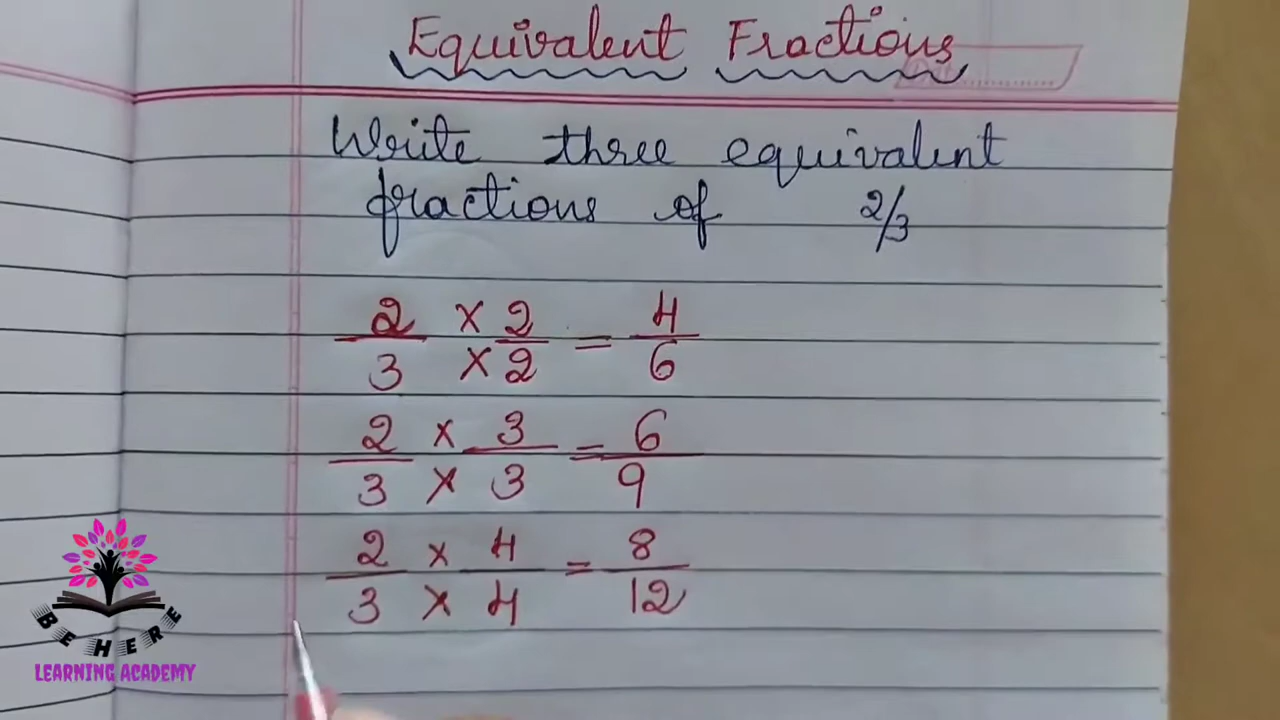 Equivalent Fractions
Write three equivalent
fractions of 2/3
2/3 × 2/× 2 = 4/6
2/3 × 3/× 3 = 6/9
2/3 × 4/× 4 = 8/12
BEHERE
LEARNING ACADEMY